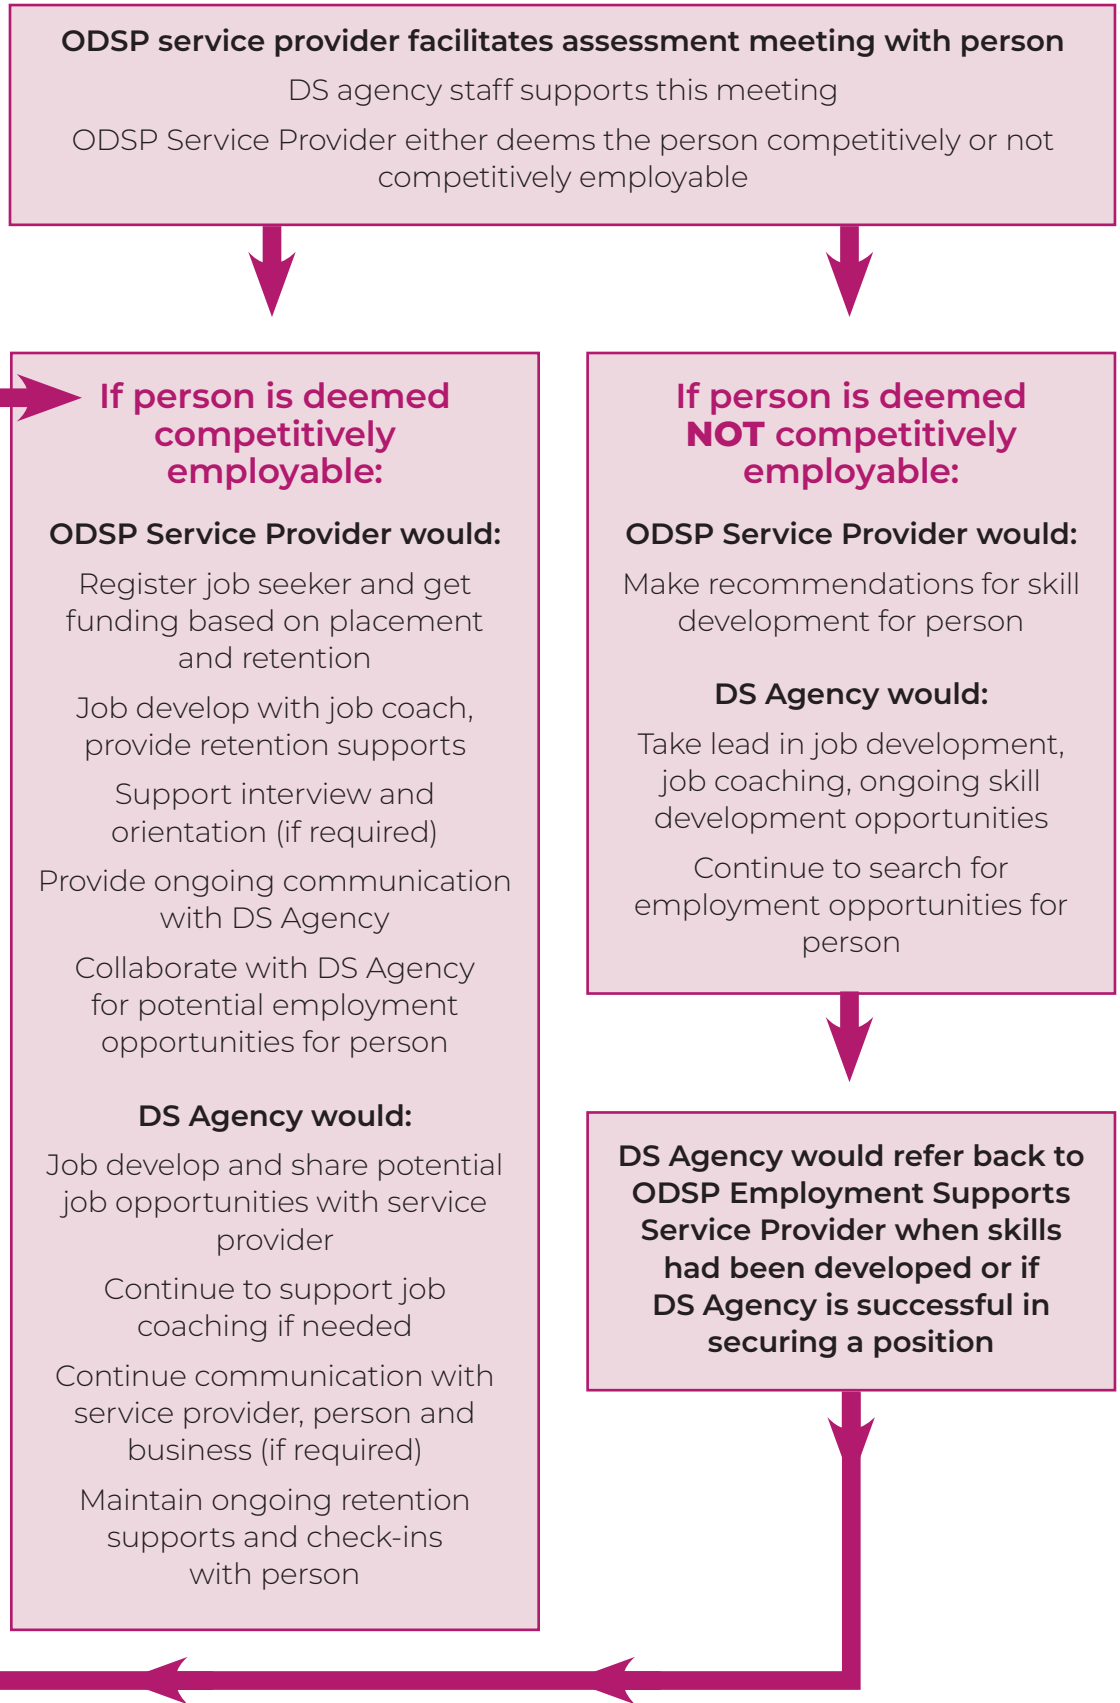 ODSP service provider facilitates assessment meeting with person
DS agency staff supports this meeting
ODSP Service Provider either deems the person competitively or not
competitively employable
If person is deemed
competitively
employable:
ODSP Service Provider would:
Register job seeker and get
funding based on placement
and retention
Job develop with job coach,
provide retention supports
Support interview and
orientation (if required)
Provide ongoing communication
with DS Agency
Collaborate with DS Agency
for potential employment
opportunities for person
DS Agency would:
Job develop and share potential
job opportunities with service
provider
Continue to support job
coaching if needed
Continue communication with
service provider, person and
business (if required)
Maintain ongoing retention
supports and check-ins
with person
If person is deemed
NOT competitively
employable:
ODSP Service Provider would:
Make recommendations for skill
development for person
DS Agency would:
Take lead in job development,
job coaching, ongoing skill
development opportunities
Continue to search for
employment opportunities for
person
DS Agency would refer back to
ODSP Employment Supports
Service Provider when skills
had been developed or if
DS Agency is successful in
securing a position